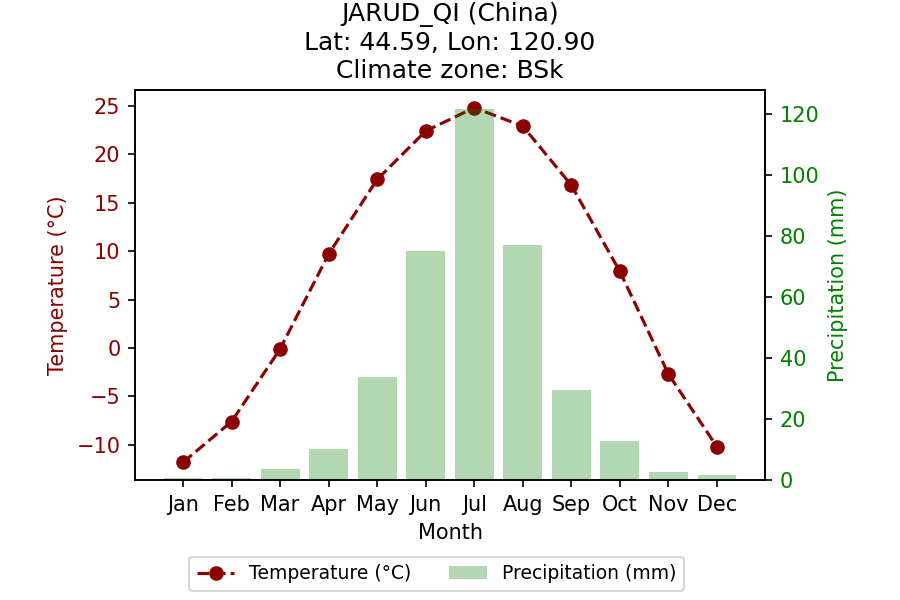 JARUD_QI (China)
Lat: 44.59, Lon: 120.90
Climate zone: BSk
Temperature (°C)
25
20
15
10
5
0
−5
−10
120
100
80
60
40
20
0
Precipitation (mm)
Jan Feb Mar Apr May Jun Jul Aug Sep Oct Nov Dec
Month
Temperature (°C) Precipitation (mm)